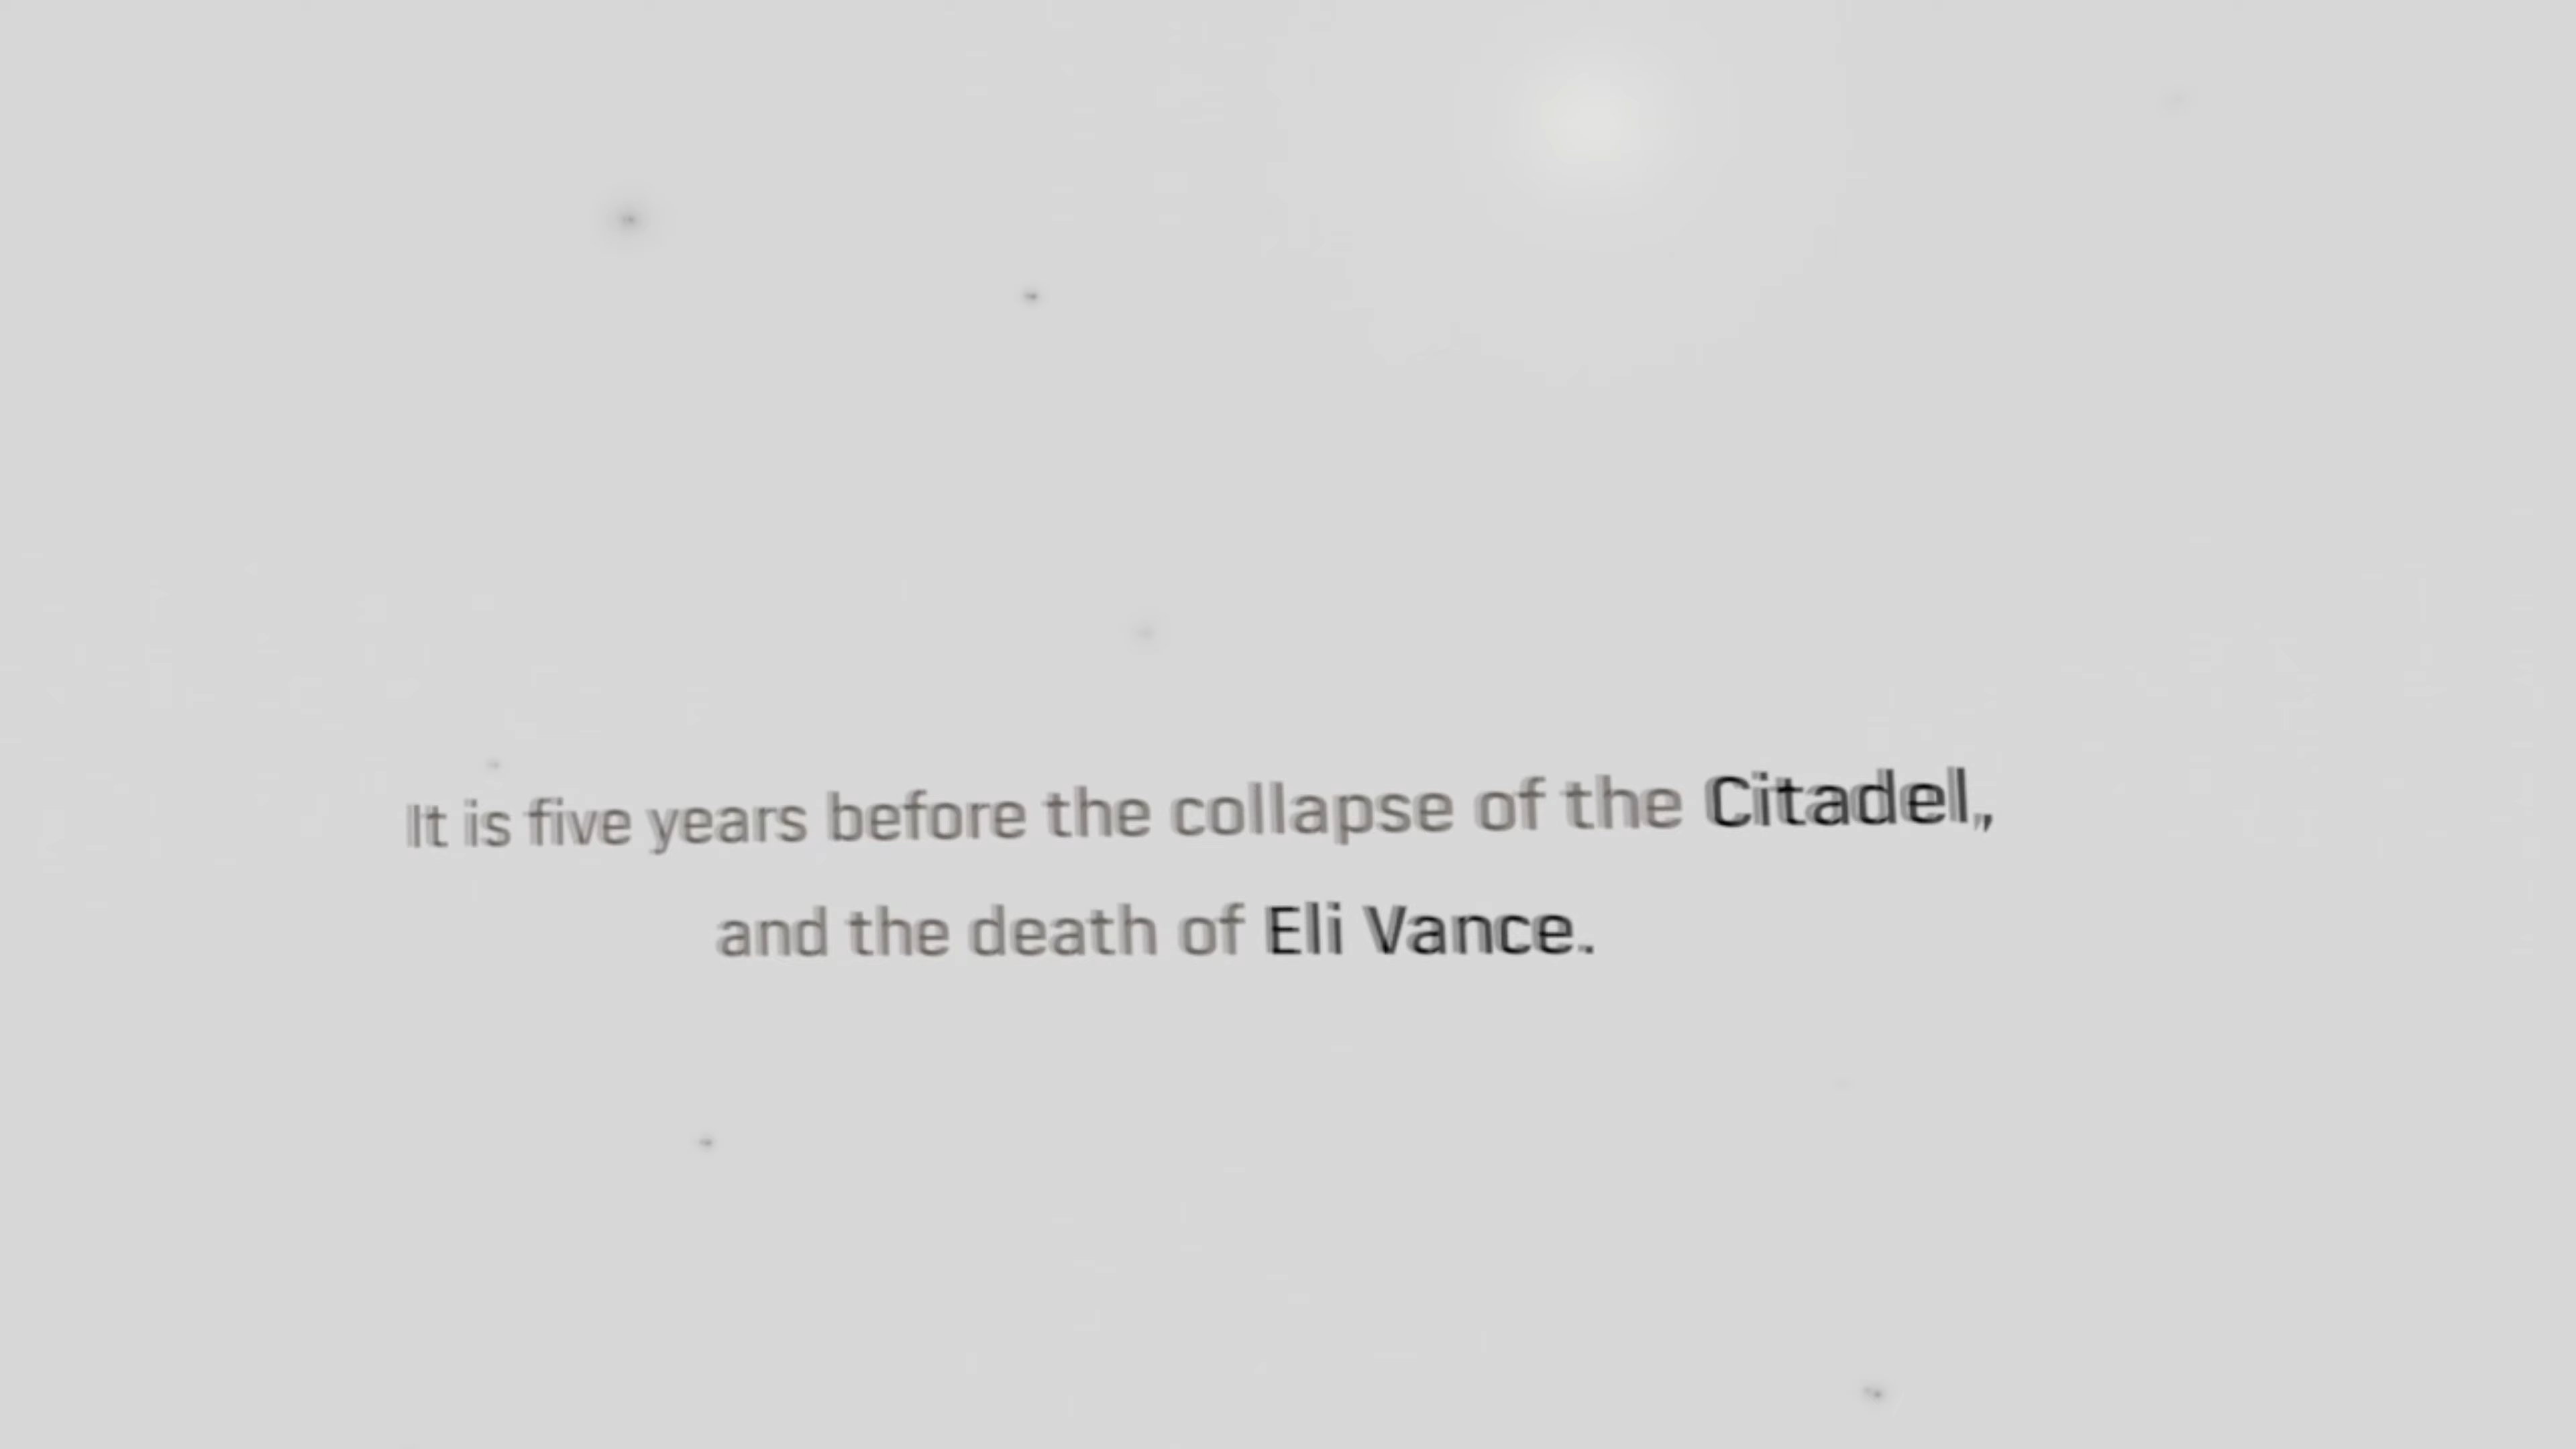 It is five years before the collapse of the Citadel,
and the death of Eli Vance.